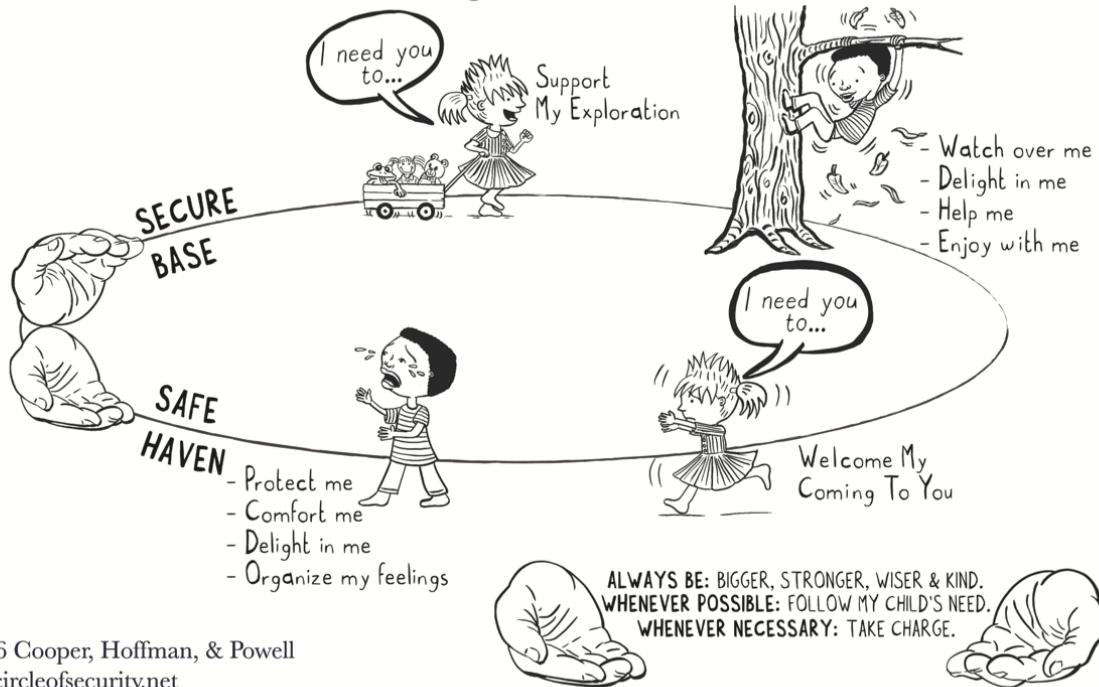 I need you
to...
Support
My Exploration
- Watch over me
- Delight in me
- Help me
- Enjoy with me
SECURE
BASE
I need you
to...
SAFE
HAVEN
- Protect me
- Comfort me
- Delight in me
- Organize my feelings
Welcome My
Coming To You
ALWAYS BE: BIGGER, STRONGER, WISER & KIND.
WHENEVER POSSIBLE: FOLLOW MY CHILD'S NEED.
WHENEVER NECESSARY: TAKE CHARGE.
6 Cooper, Hoffman, & Powell
circleofsecurity.net